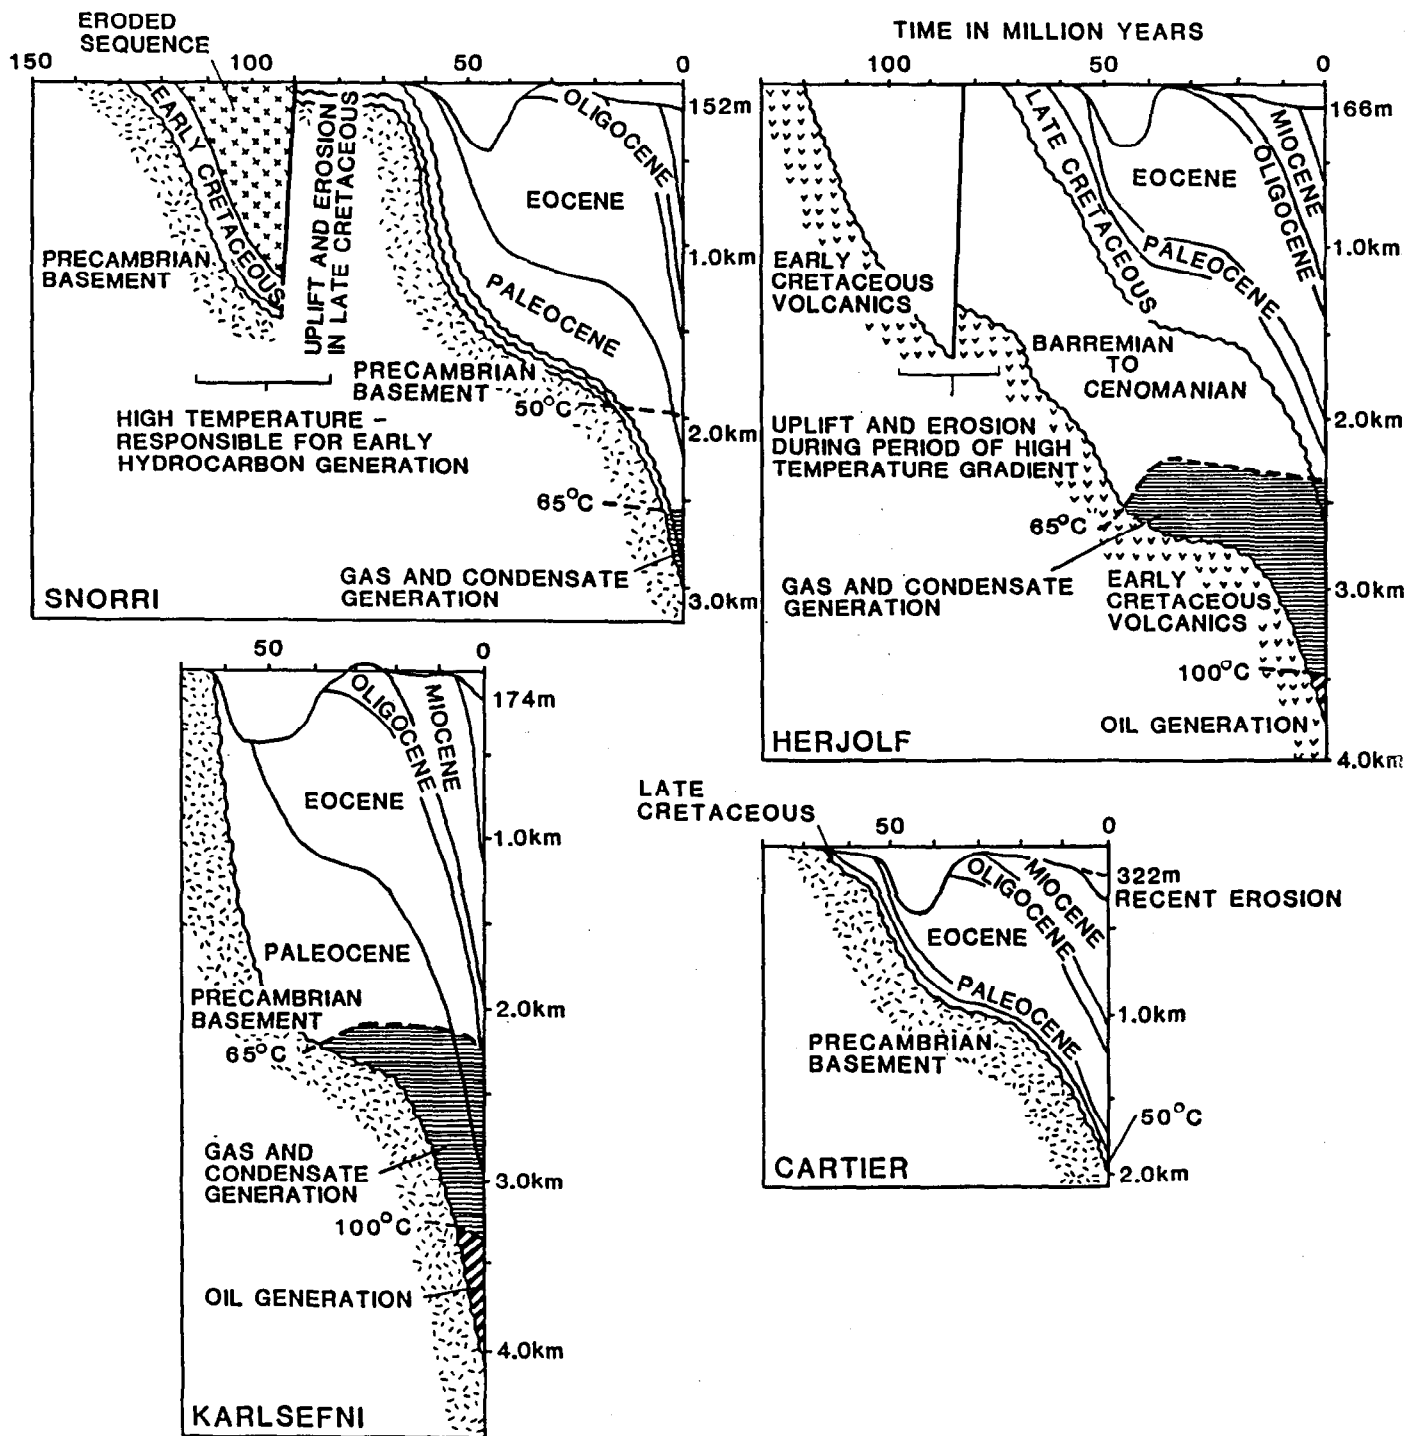 ERODED
SEQUENCE
150
100
50
0
152m
EARLY CRETACEOUS
UPLIFT AND EROSION
IN LATE CRETACEOUS
OLIGOCENE
EOCENE
PALEOCENE
1.0km
PRECAMBRIAN
BASEMENT
PRECAMBRIAN
BASEMENT
50°C
2.0km
HIGH TEMPERATURE –
RESPONSIBLE FOR EARLY
HYDROCARBON GENERATION
65°C
GAS AND CONDENSATE
GENERATION
3.0km
SNORRI
TIME IN MILLION YEARS
100
50
0
166m
LATE CRETACEOUS
MIOCENE
OLIGOCENE
EOCENE
PALEOCENE
1.0km
EARLY
CRETACEOUS
VOLCANICS
BARREMIAN
TO
CENOMANIAN
2.0km
UPLIFT AND EROSION
DURING PERIOD OF HIGH
TEMPERATURE GRADIENT
65°C
GAS AND CONDENSATE
GENERATION
EARLY
CRETACEOUS
VOLCANICS
3.0km
100°C
OIL GENERATION
HERJOLF
4.0km
50
0
174m
OLIGOCENE
MIOCENE
EOCENE
1.0km
PALEOCENE
PRECAMBRIAN
BASEMENT
2.0km
65°C
GAS AND
CONDENSATE
GENERATION
3.0km
100°C
OIL GENERATION
4.0km
KARLSEFNI
LATE
CRETACEOUS
50
0
322m
RECENT EROSION
MIOCENE
OLIGOCENE
EOCENE
PALEOCENE
1.0km
PRECAMBRIAN
BASEMENT
50°C
CARTIER
2.0km